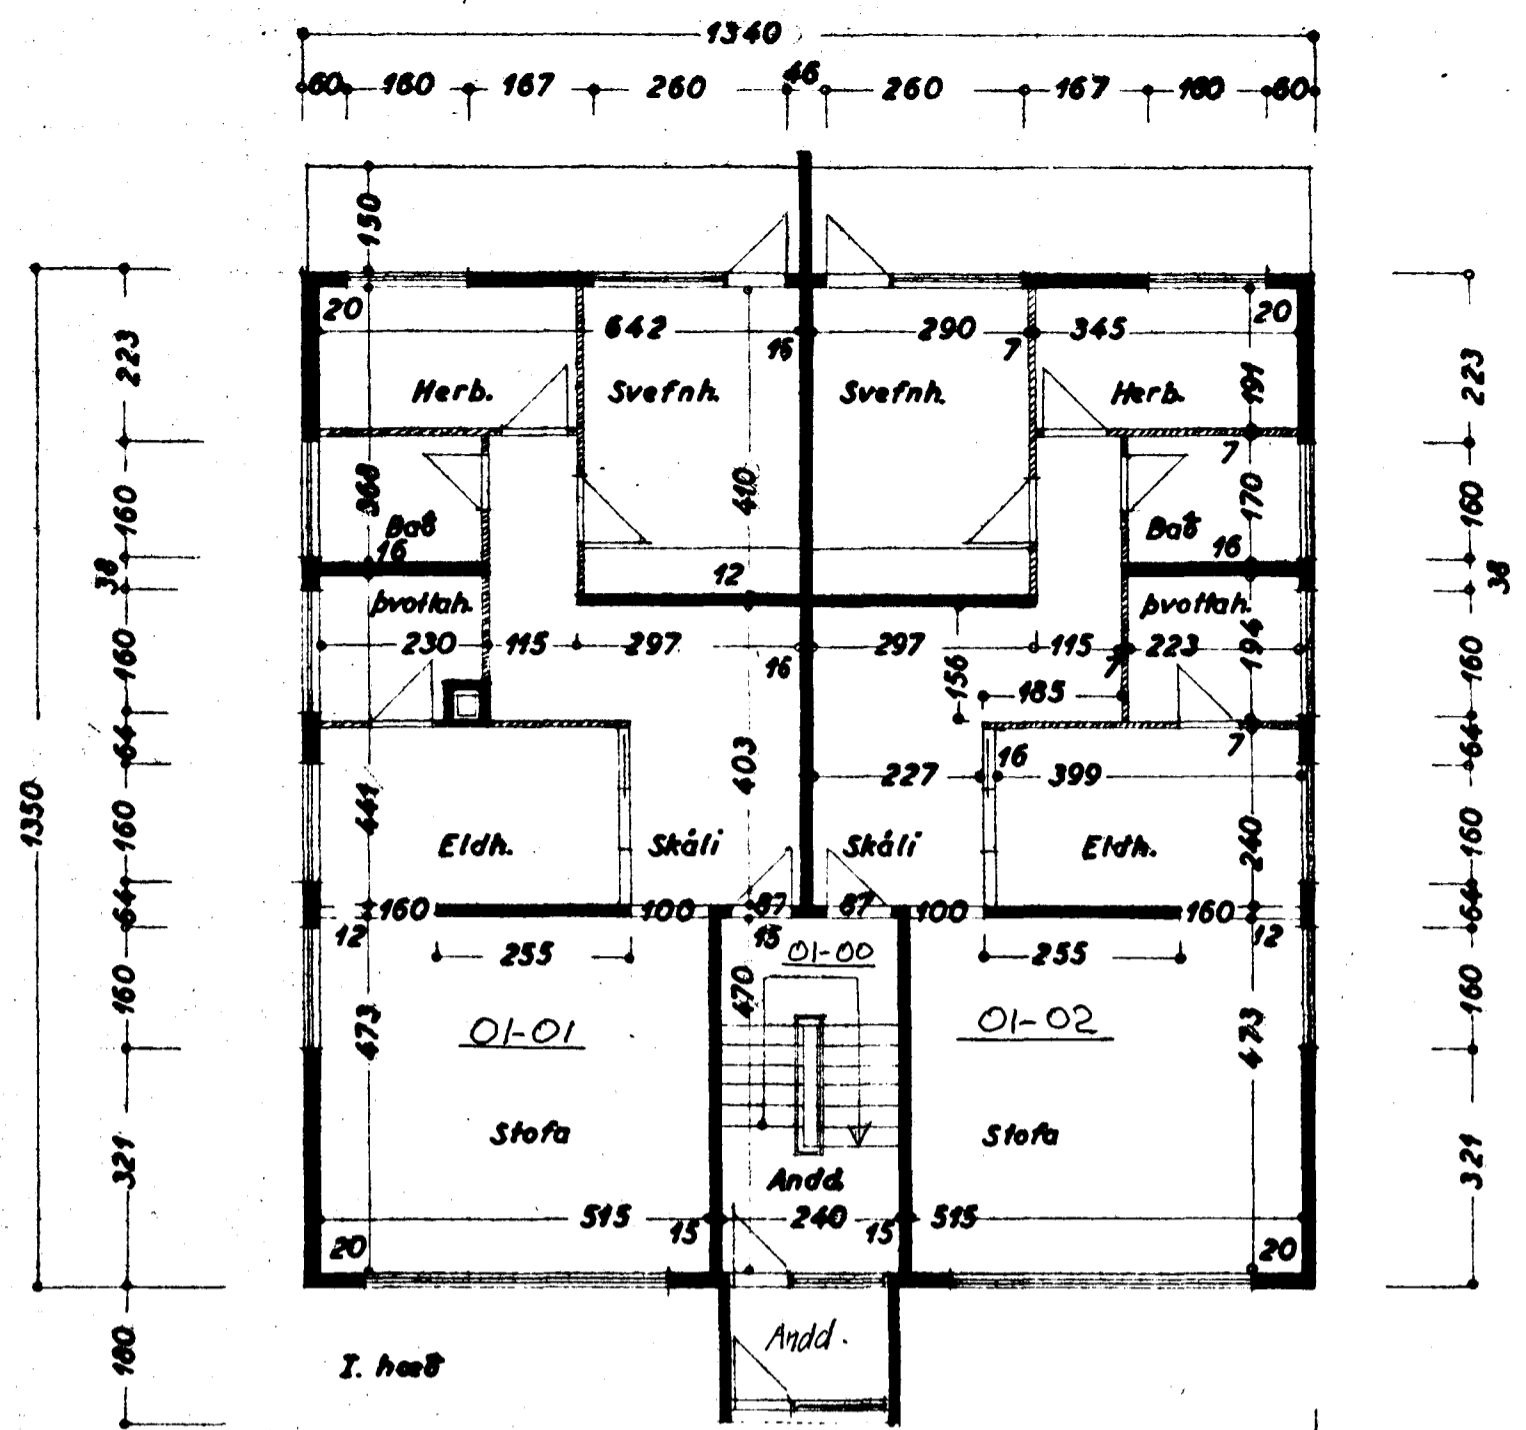 1340
60 160 167 260 46 260 167 180 60
150
20 642 16 290 7 345 20
223 223
Herb. Svefnh. Svefnh. Herb.
191
7
160 368 410 170 160
Bað Bað
16 16
38 12 38
Þvottah. Þvottah.
230 115 297 16 297 156 115 7 223 194
160 185 160
64 7 64
403 227 16 399
1350 160 441 240 160
Eldh. Skáli Skáli Eldh.
64 160 100 87 87 100 160 64
12 15 12
255 01-00 255
160 473 470 473 160
01-01 01-02
321 Stofa Stofa 321
Andd.
515 15 240 15 515
20 20
180 Andd.
I. hæð